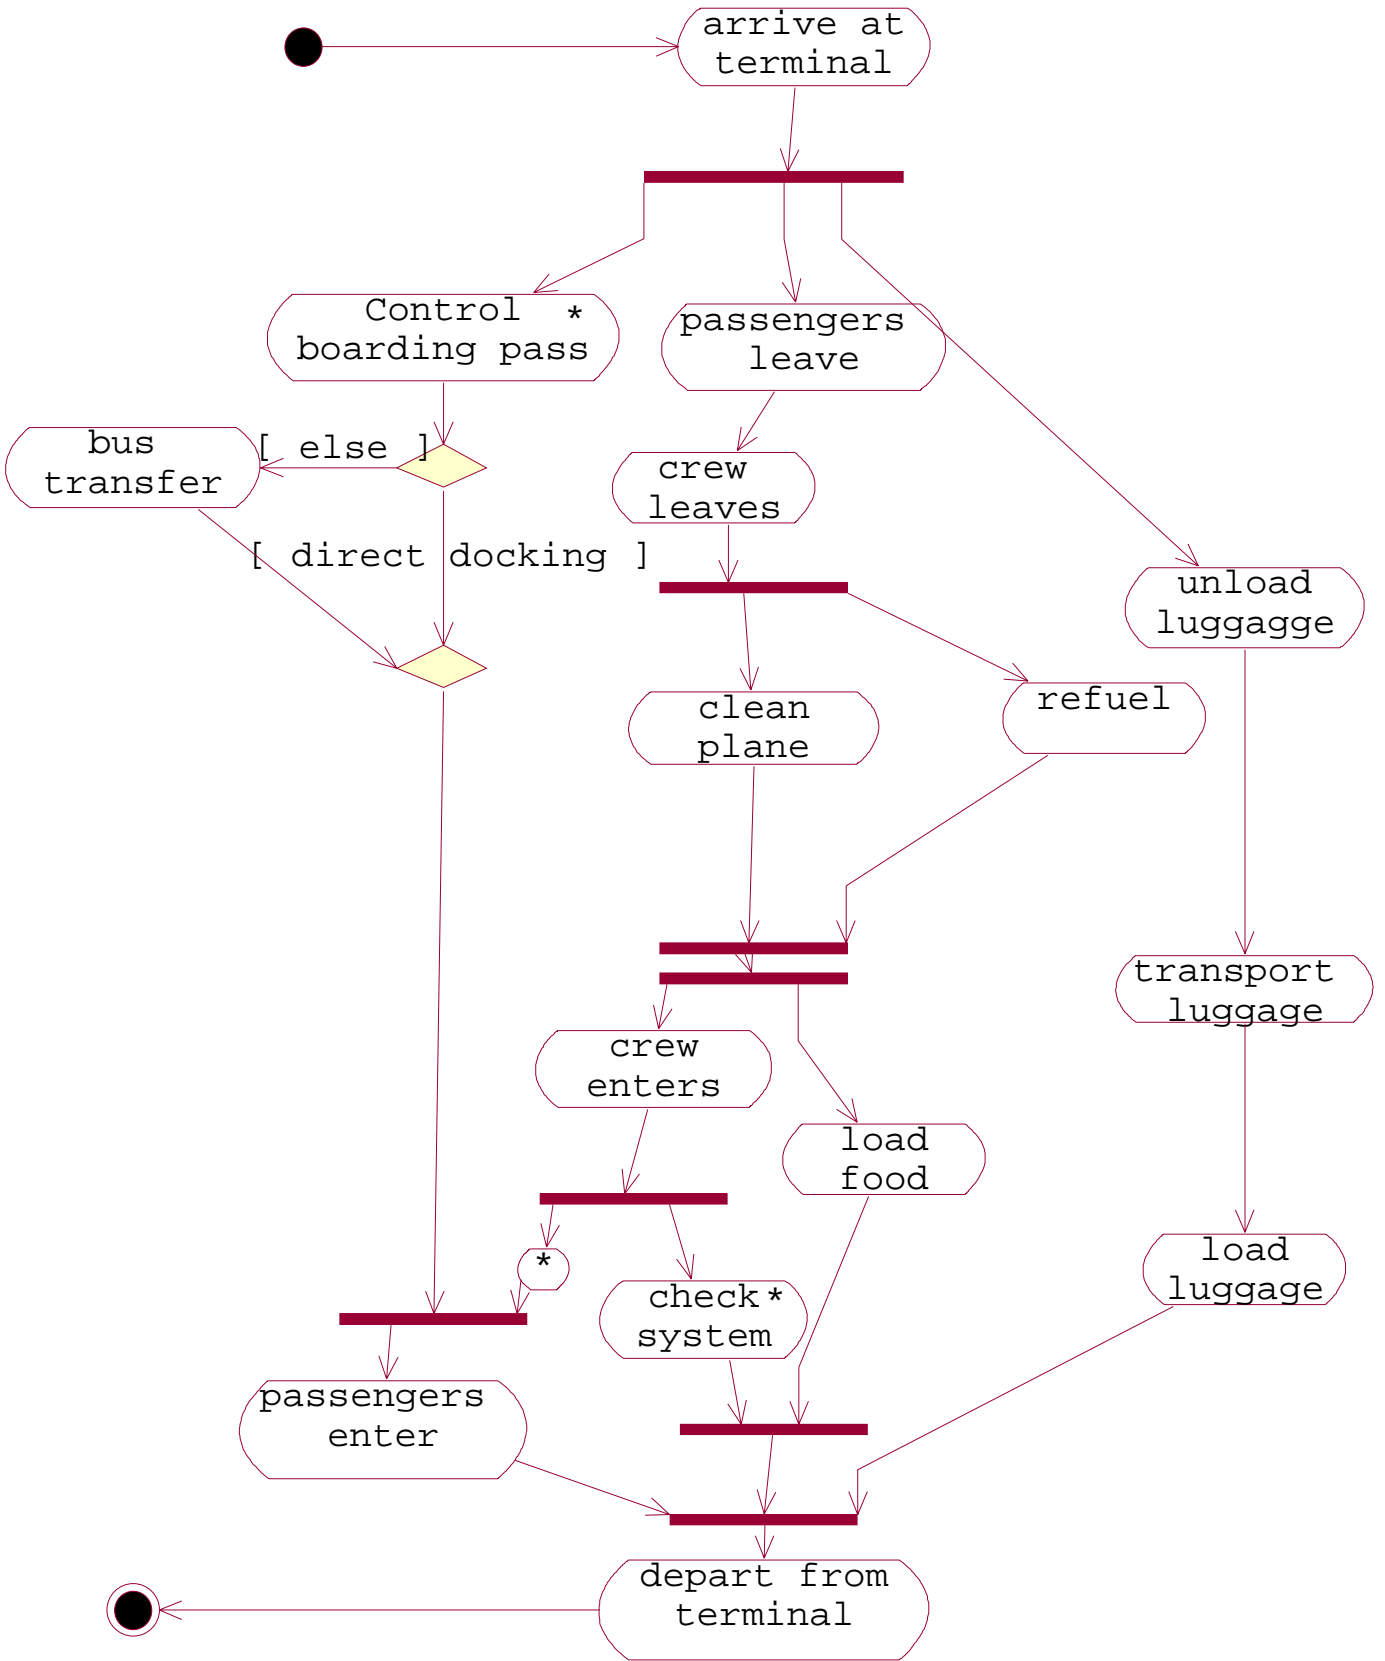 arrive at
terminal
Control *
boarding pass
passengers
leave
bus
transfer
[ else ]
crew
leaves
[ direct docking ]
unload
luggagge
refuel
clean
plane
transport
luggage
crew
enters
load
food
load
luggage
*
check *
system
passengers
enter
depart from
terminal